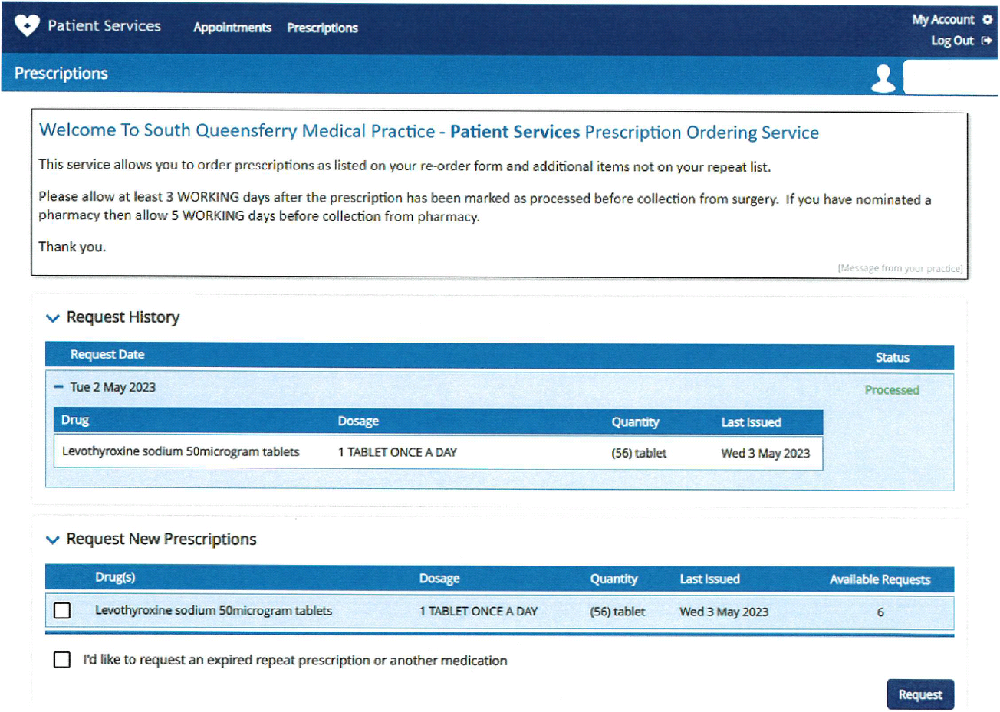 Patient Services Appointments Prescriptions
My Account
Log Out
Prescriptions
Welcome To South Queensferry Medical Practice - Patient Services Prescription Ordering Service
This service allows you to order prescriptions as listed on your re-order form and additional items not on your repeat list.
Please allow at least 3 WORKING days after the prescription has been marked as processed before collection from surgery. If you have nominated a
pharmacy then allow 5 WORKING days before collection from pharmacy.
Thank you.
[Message from your practice]
Request History
Request Date Status
Tue 2 May 2023 Processed
Drug Dosage Quantity Last Issued
Levothyroxine sodium 50microgram tablets 1 TABLET ONCE A DAY (56) tablet Wed 3 May 2023
Request New Prescriptions
Drug(s) Dosage Quantity Last Issued Available Requests
Levothyroxine sodium 50microgram tablets 1 TABLET ONCE A DAY (56) tablet Wed 3 May 2023 6
I'd like to request an expired repeat prescription or another medication
Request